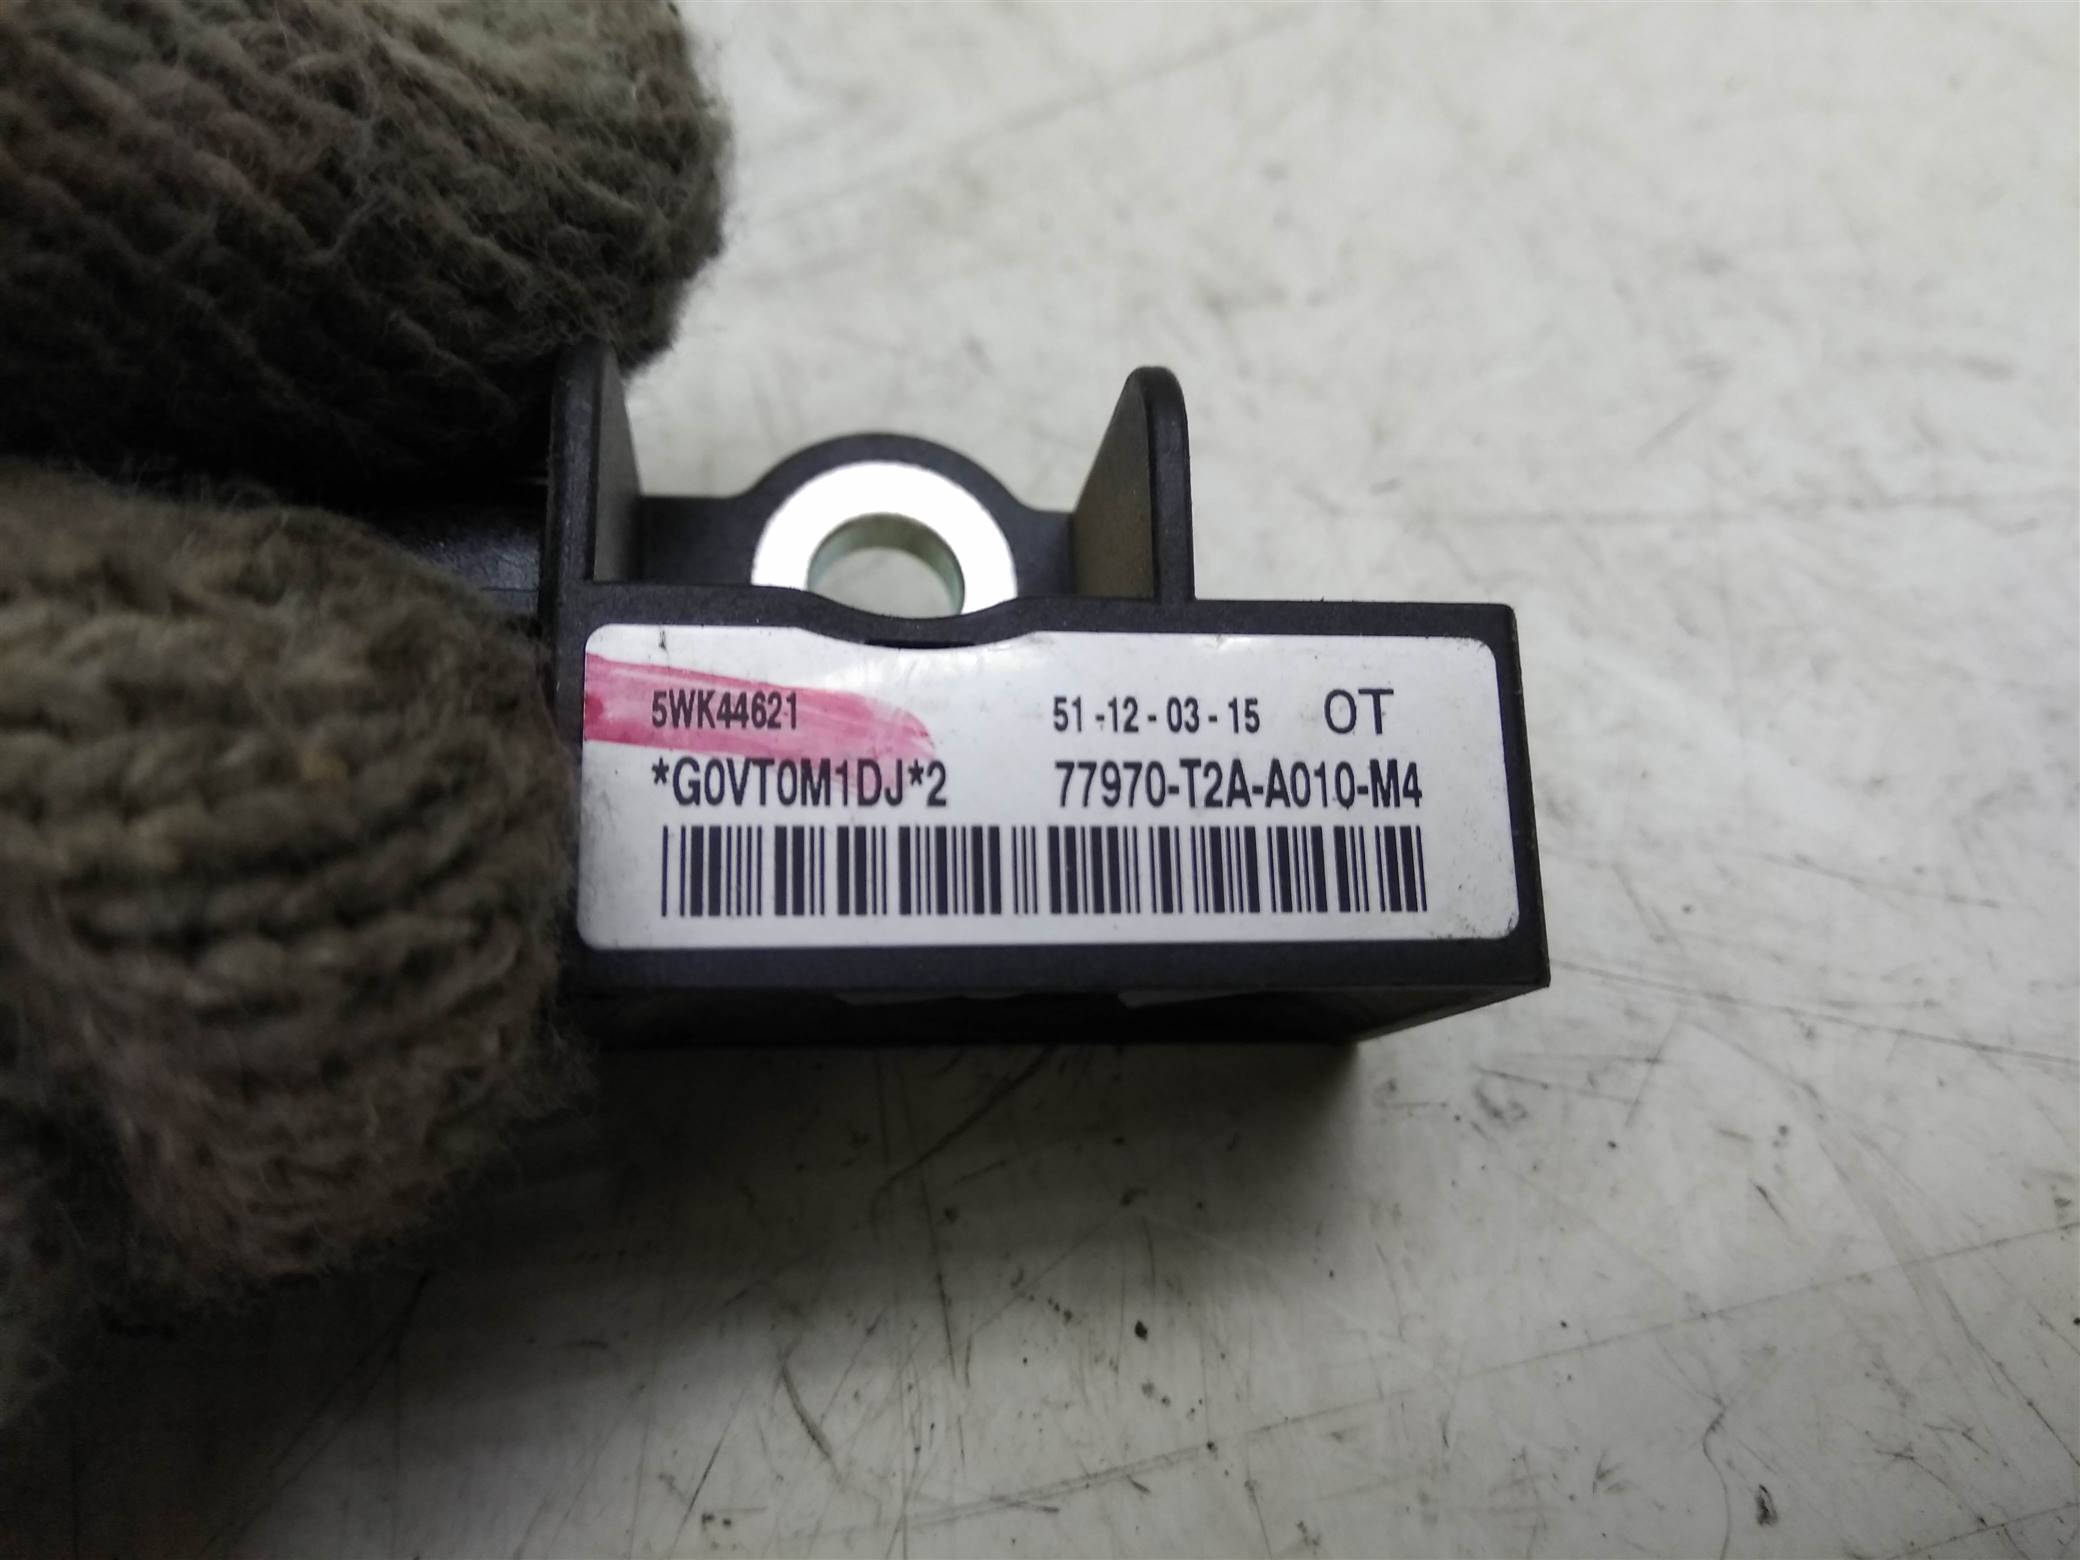 5WK44621 51-12-03-15 OT
*G0VT0M1DJ*2 77970-T2A-A010-M4